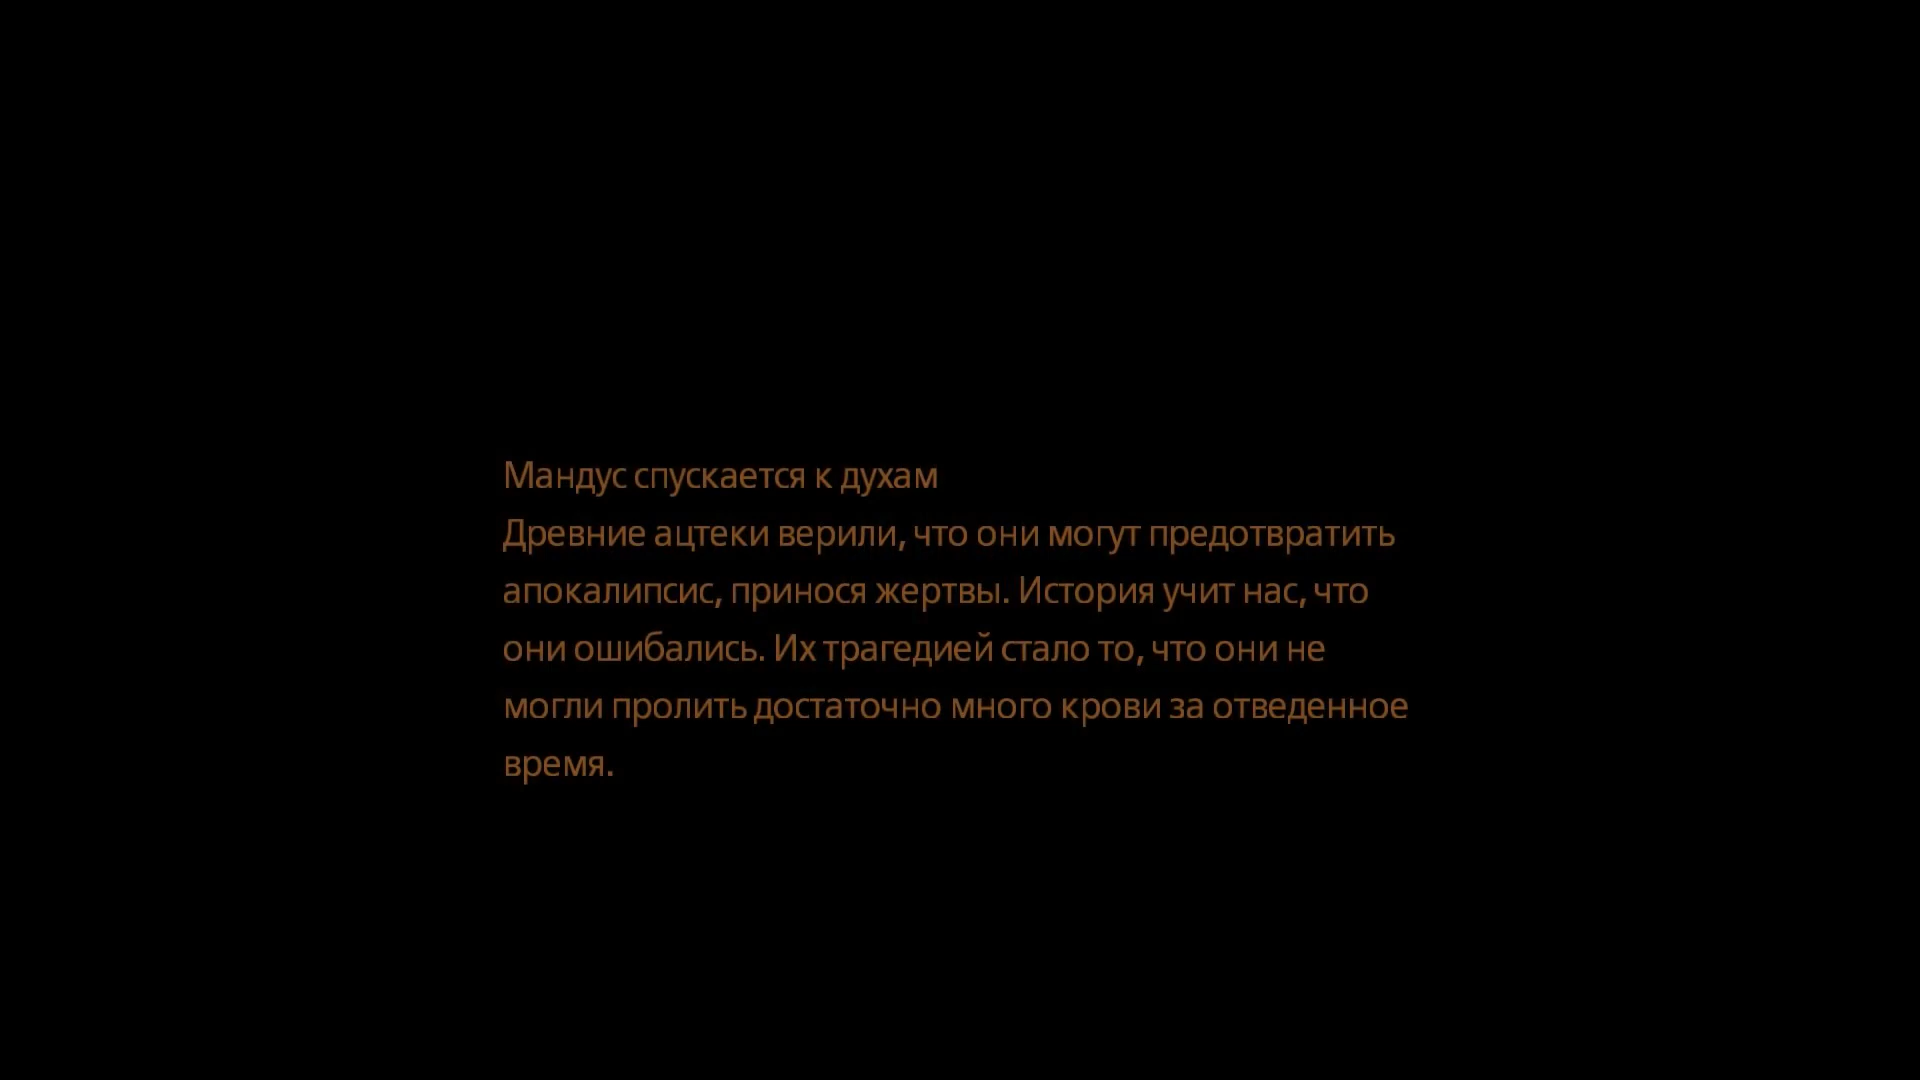 Мандус спускается к духам
Древние ацтеки верили, что они могут предотвратить
апокалипсис, принося жертвы. История учит нас, что
они ошибались. Их трагедией стало то, что они не
могли пролить достаточно много крови за отведенное
время.